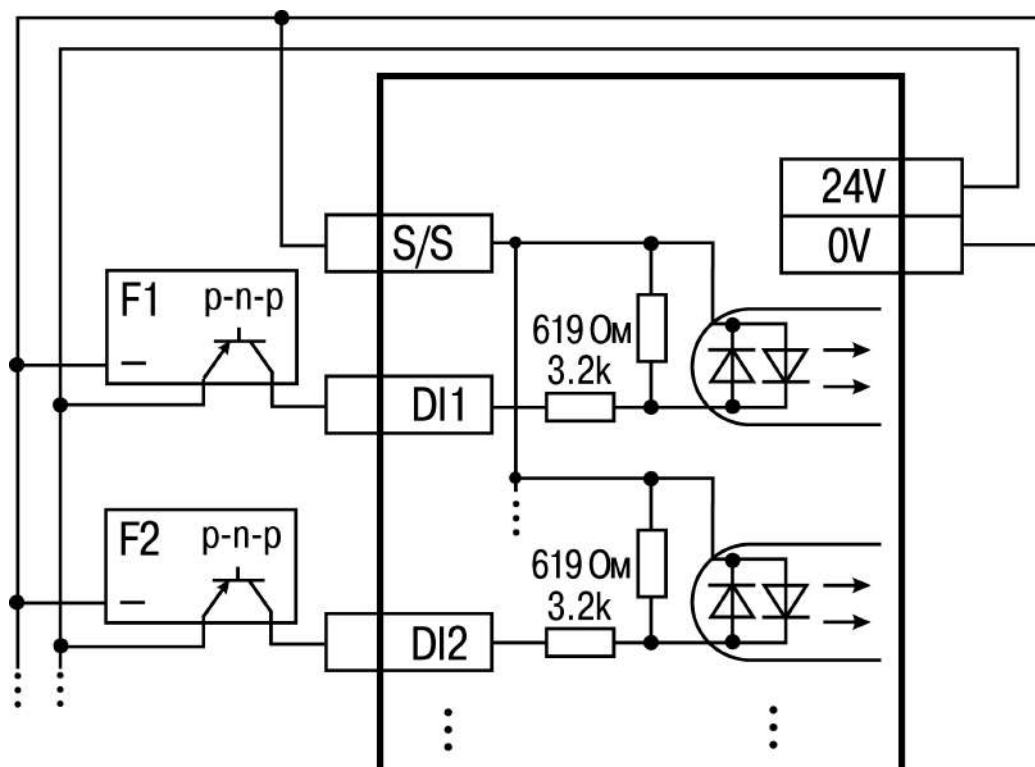 24V
S/S
0V
F1 p-n-p
619 Ом
3.2k
–
DI1
F2 p-n-p
619 Ом
3.2k
–
DI2